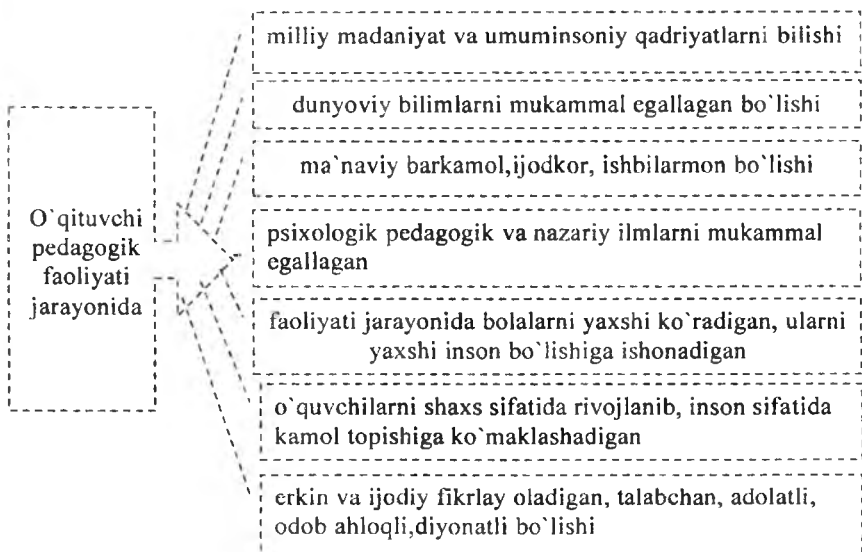 milliy madaniyat va umuminsoniy qadriyatlarni bilishi
dunyoviy bilimlarni mukammal egallagan bo`lishi
ma`naviy barkamol,ijodkor, ishbilarmon bo`lishi
O`qituvchi
pedagogik
faoliyati
jarayonida
psixologik pedagogik va nazariy ilmlarni mukammal
egallagan
faoliyati jarayonida bolalarni yaxshi ko`radigan, ularni
yaxshi inson bo`lishiga ishonadigan
o`quvchilarni shaxs sifatida rivojlanib, inson sifatida
kamol topishiga ko`maklashadigan
erkin va ijodiy fikrlay oladigan, talabchan, adolatli,
odob ahloqli,diyonatli bo`lishi